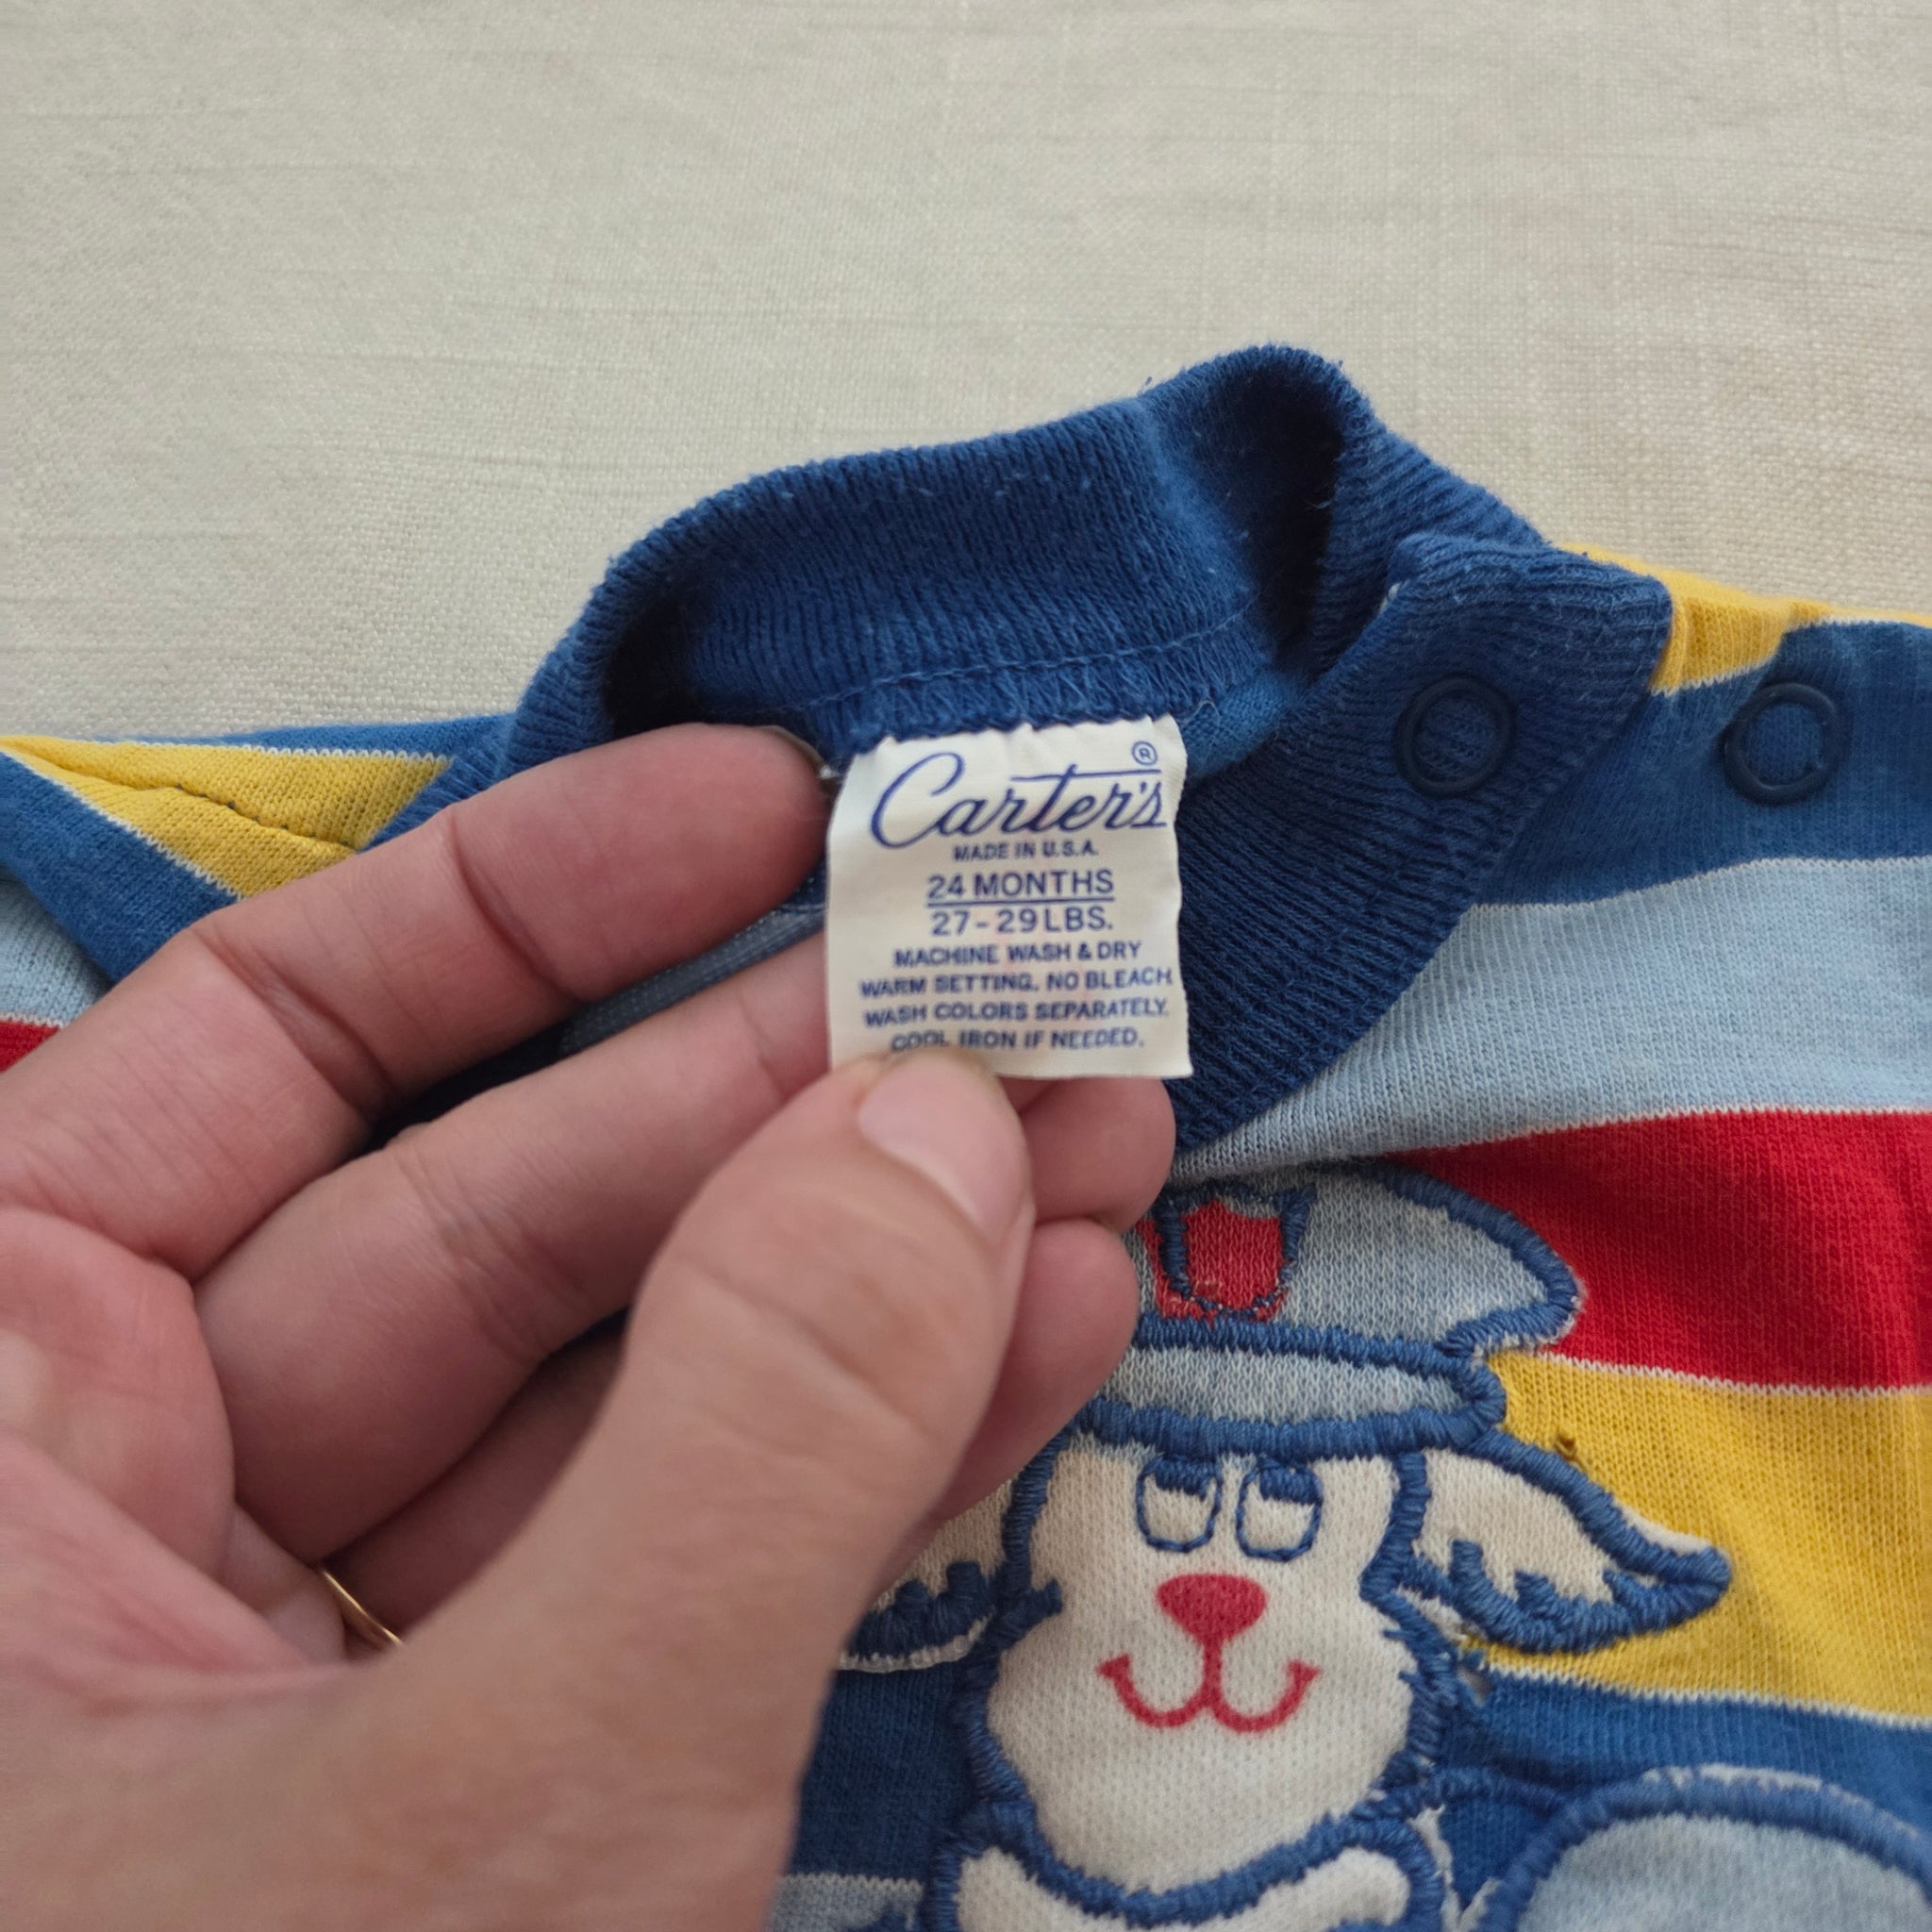 Carter's®
MADE IN U.S.A.
24 MONTHS
27-29 LBS.
MACHINE WASH & DRY
WARM SETTING. NO BLEACH
WASH COLORS SEPARATELY.
COOL IRON IF NEEDED.